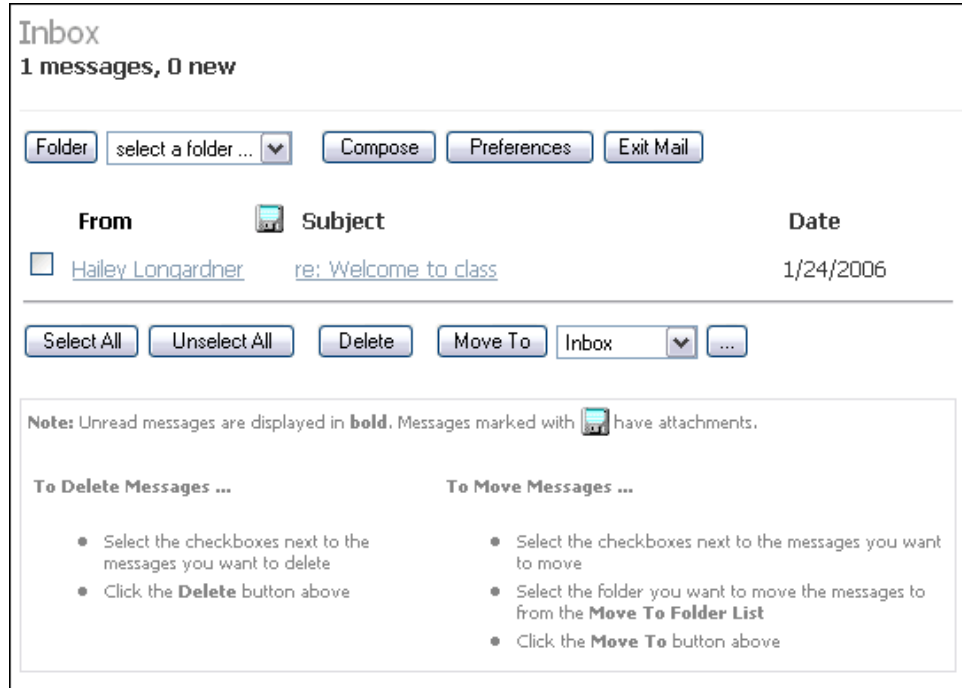 Inbox
1 messages, 0 new
Folder select a folder ... Compose Preferences Exit Mail
From Subject Date
Hailey Longardner re: Welcome to class 1/24/2006
Select All Unselect All Delete Move To Inbox ...
Note: Unread messages are displayed in bold. Messages marked with have attachments.
To Delete Messages ...
● Select the checkboxes next to the
messages you want to delete
● Click the Delete button above
To Move Messages ...
● Select the checkboxes next to the messages you want
to move
● Select the folder you want to move the messages to
from the Move To Folder List
● Click the Move To button above